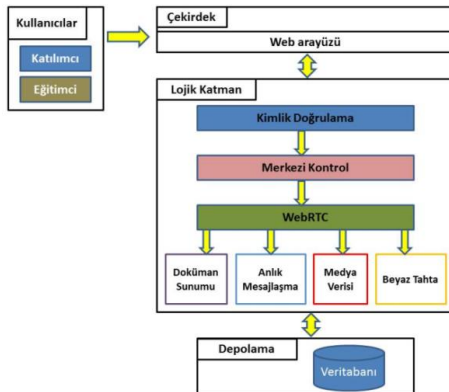 Kullanıcılar
Katılımcı
Eğitimci
Çekirdek
Web arayüzü
Lojik Katman
Kimlik Doğrulama
Merkezi Kontrol
WebRTC
Doküman
Sunumu
Anlık
Mesajlaşma
Medya
Verisi
Beyaz Tahta
Depolama
Veritabanı